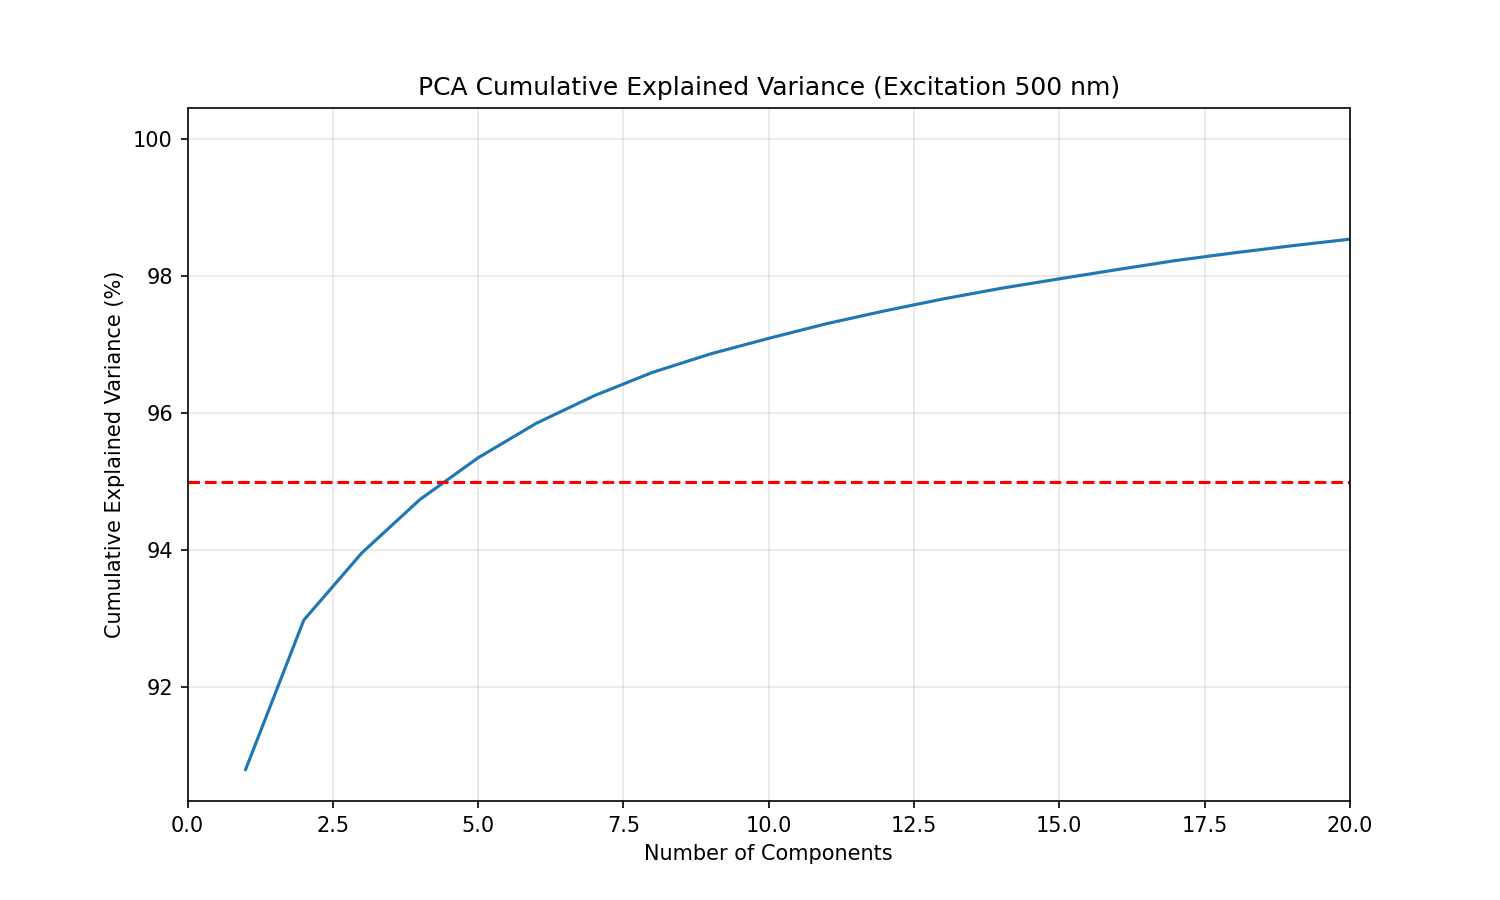 PCA Cumulative Explained Variance (Excitation 500 nm)
100
98
96
94
92
Cumulative Explained Variance (%)
0.0 2.5 5.0 7.5 10.0 12.5 15.0 17.5 20.0
Number of Components